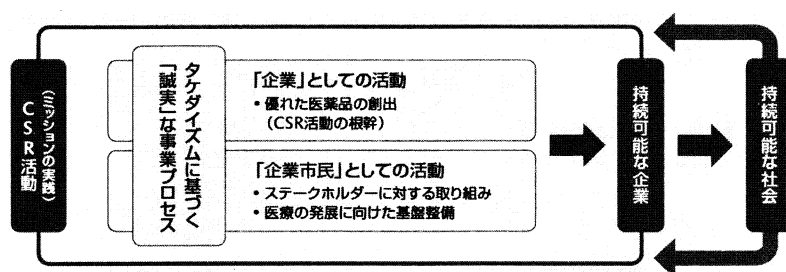 (ミッションの実践)
CSR活動
タケダイズムに基づく
「誠実」な事業プロセス
「企業」としての活動
・優れた医薬品の創出
(CSR活動の根幹)
「企業市民」としての活動
・ステークホルダーに対する取り組み
・医療の発展に向けた基盤整備
持続可能な企業
持続可能な社会